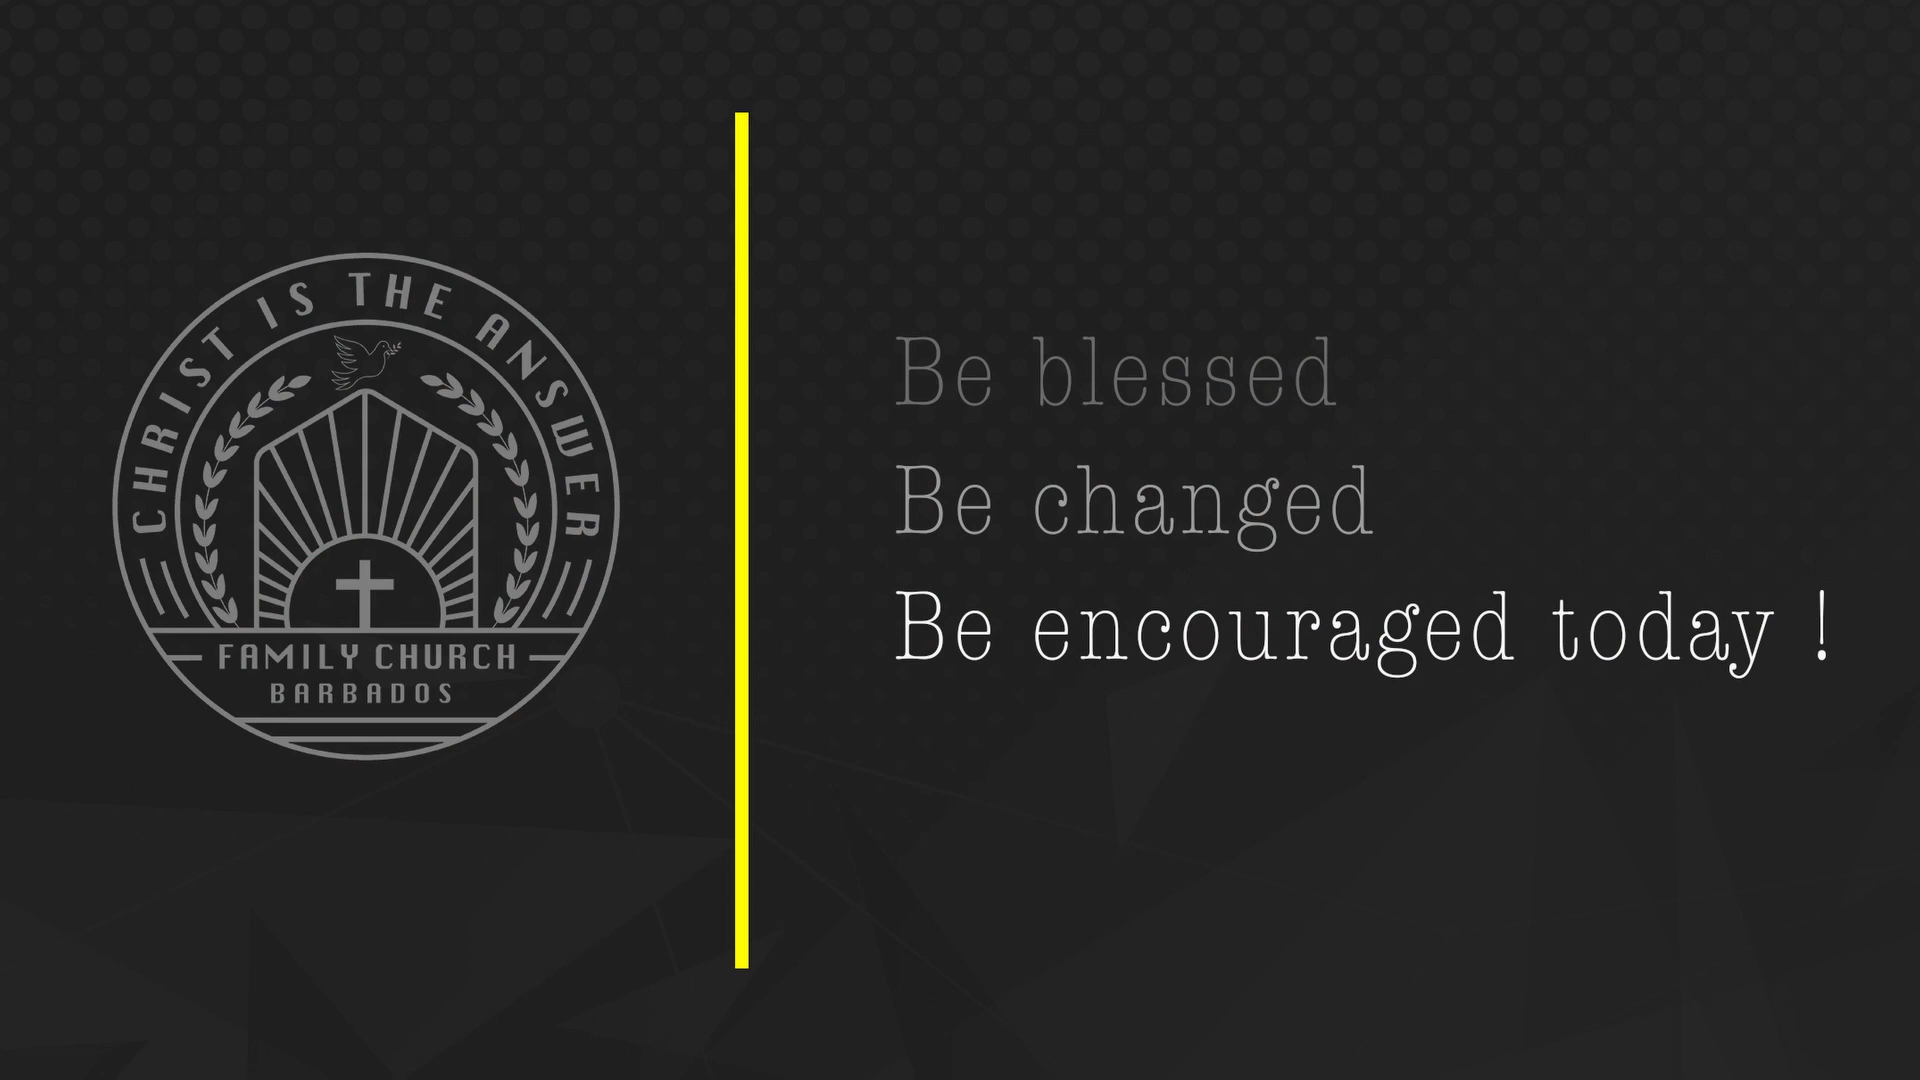 CHRIST IS THE ANSWER
FAMILY CHURCH
BARBADOS
Be blessed
Be changed
Be encouraged today !